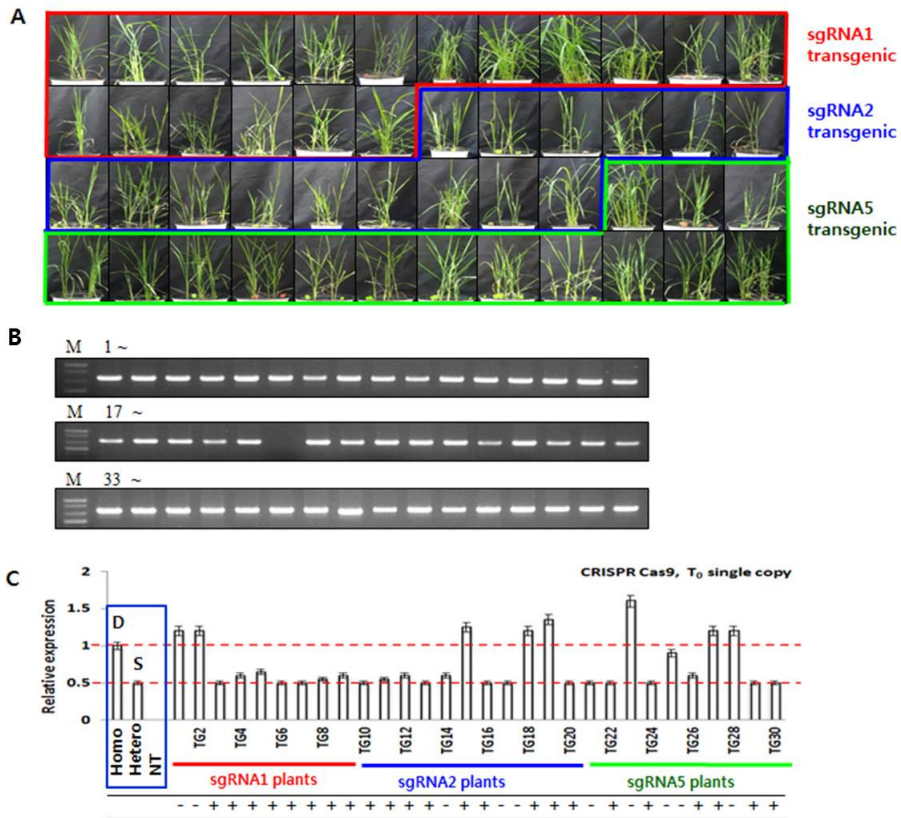 A
sgRNA1
transgenic
sgRNA2
transgenic
sgRNA5
transgenic
B
M 1 ~
M 17 ~
M 33 ~
C
CRISPR Cas9, T₀ single copy
Relative expression
2
1.5
1
0.5
0
D
S
Homo
Hetero
NT
TG2
TG4
TG6
TG8
TG10
TG12
TG14
TG16
TG18
TG20
TG22
TG24
TG26
TG28
TG30
sgRNA1 plants
sgRNA2 plants
sgRNA5 plants
- - + + + + + + + + + + + - + + - + + + - + - + - + - - + +